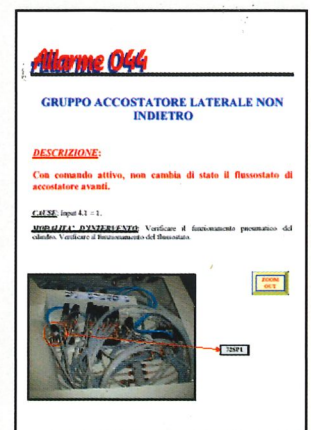 Allarme 044
GRUPPO ACCOSTATORE LATERALE NON
INDIETRO
DESCRIZIONE:
Con comando attivo, non cambia di stato il flussostato di
accostatore avanti.
CAUSE: Input 4.1 = 1.
MODALITA' D'INTERVENTO: Verificare il funzionamento pneumatico del
cilindro. Verificare il funzionamento del flussostato.
ZOOM
OUT
728P1